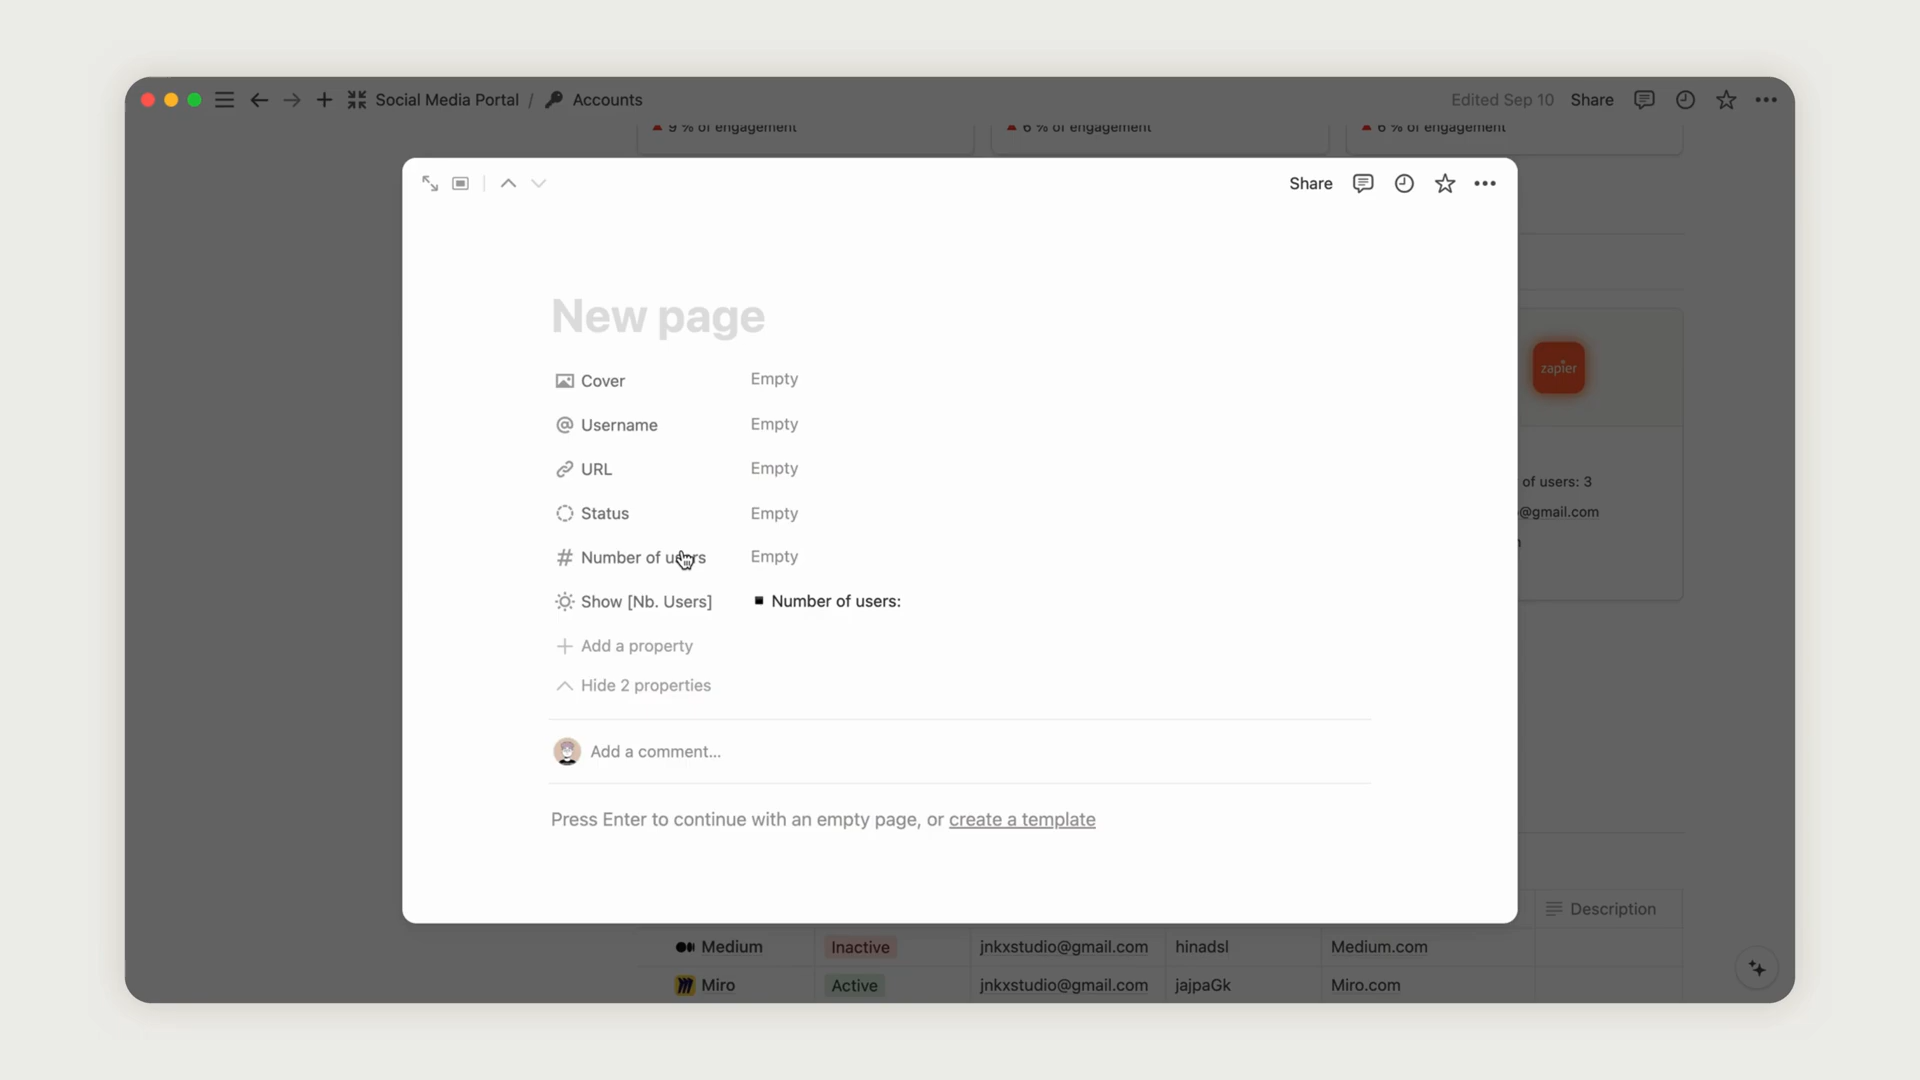 Social Media Portal / Accounts
Edited Sep 10 Share
9 % of engagement
6 % of engagement
6 % of engagement
Share
New page
Cover Empty
Username Empty
URL Empty
Status Empty
Number of users Empty
Show [Nb. Users] Number of users:
Add a property
Hide 2 properties
Add a comment...
Press Enter to continue with an empty page, or create a template
zapier
of users: 3
@gmail.com
Description
Medium Inactive jnkxstudio@gmail.com hinadsl Medium.com
Miro Active jnkxstudio@gmail.com jajpaGk Miro.com